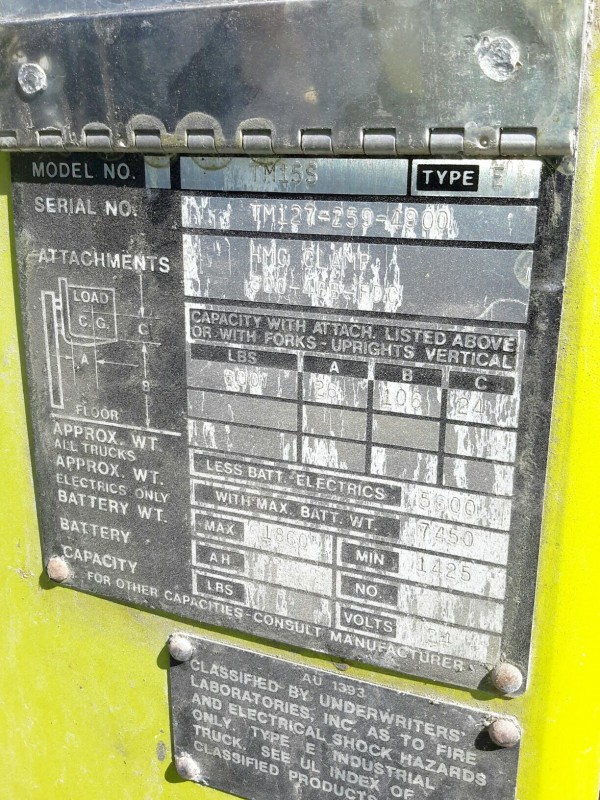 MODEL NO. TM15S TYPE E
SERIAL NO. TM127-259-4900
ATTACHMENTS
LOAD
C.G. C
A
B
FLOOR
CAPACITY WITH ATTACH. LISTED ABOVE
OR WITH FORKS - UPRIGHTS VERTICAL
LBS A B C
106 24
APPROX. WT.
ALL TRUCKS
LESS BATT. - ELECTRICS 5600
APPROX. WT.
ELECTRICS ONLY
WITH MAX. BATT. WT. 7450
BATTERY WT. MAX 1800 MIN 1425
BATTERY AH NO.
CAPACITY LBS VOLTS
FOR OTHER CAPACITIES - CONSULT MANUFACTURER
AU 1393
CLASSIFIED BY UNDERWRITERS'
LABORATORIES, INC. AS TO FIRE
AND ELECTRICAL SHOCK HAZARDS
ONLY. TYPE E INDUSTRIAL
TRUCK. SEE UL INDEX OF
CLASSIFIED PRODUCTS